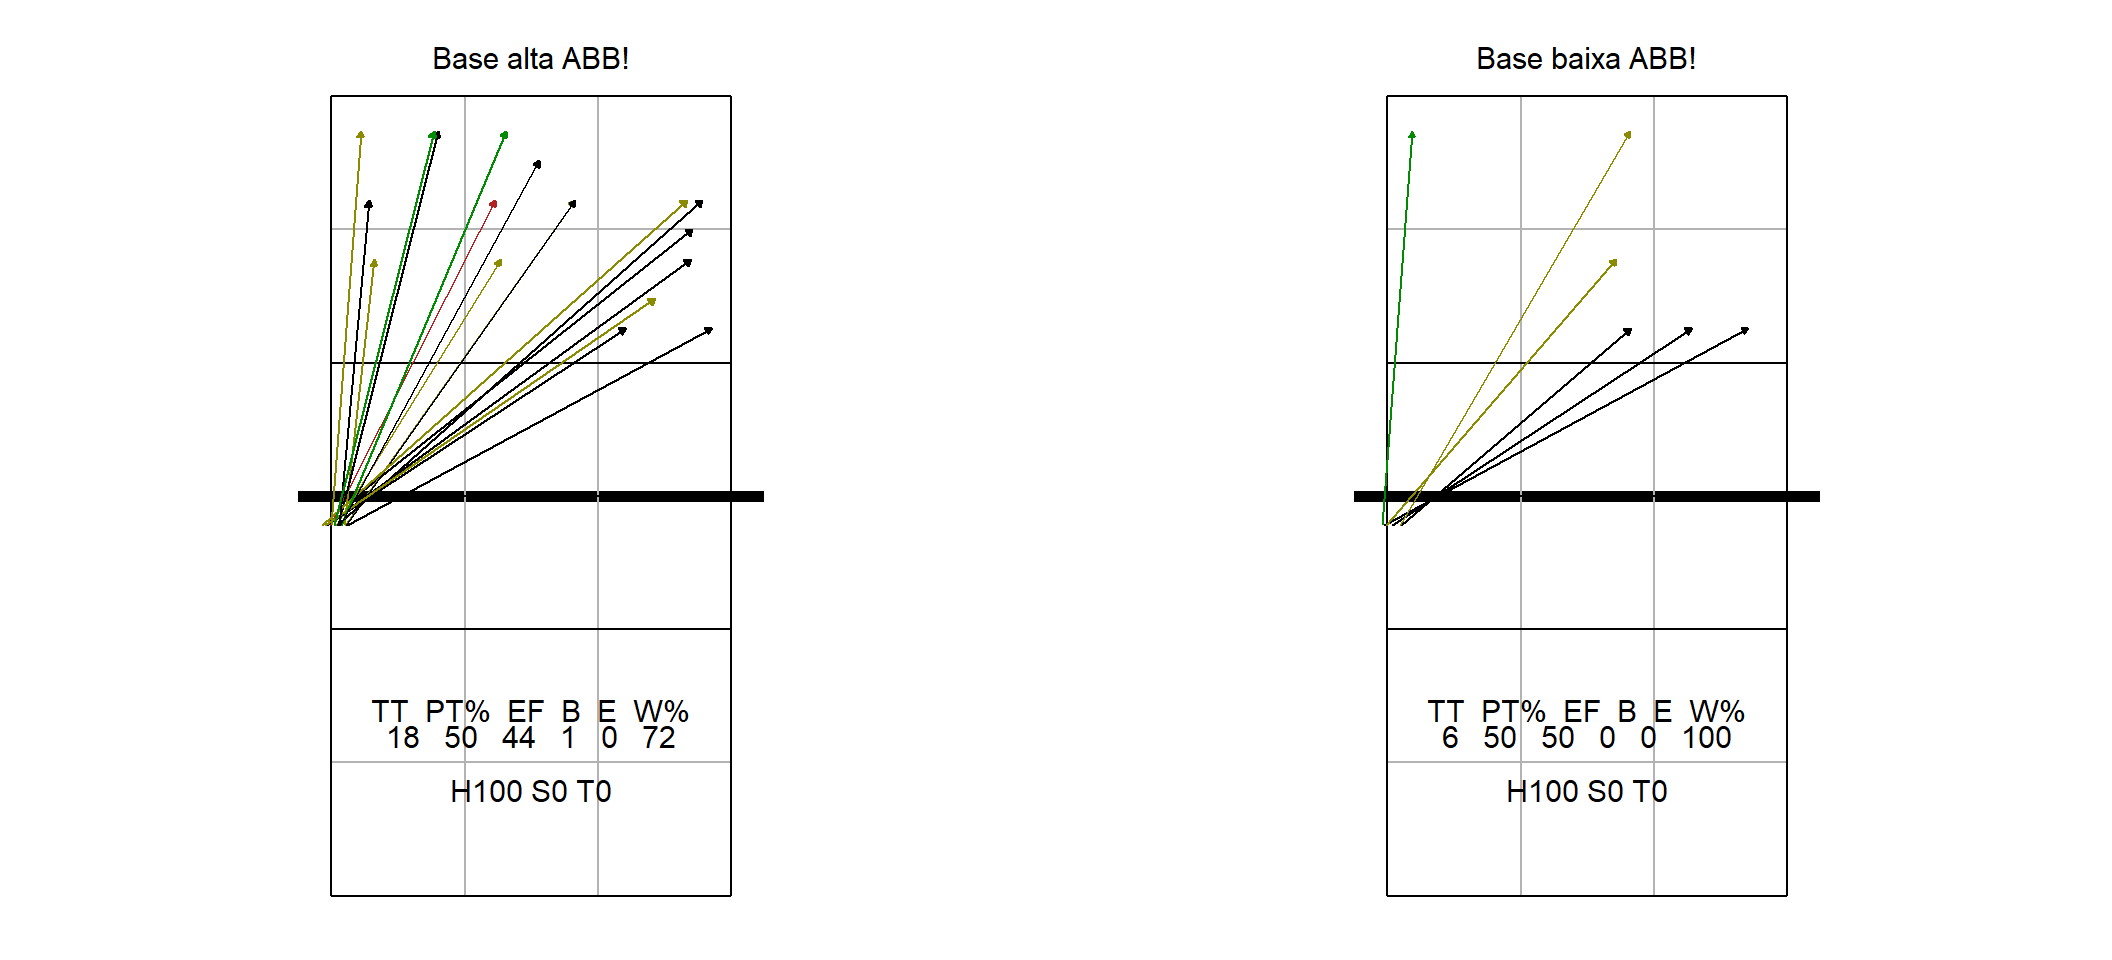 Base alta ABB!
TT PT% EF B E W%
18 50 44 1 0 72
H100 S0 T0
Base baixa ABB!
TT PT% EF B E W%
6 50 50 0 0 100
H100 S0 T0